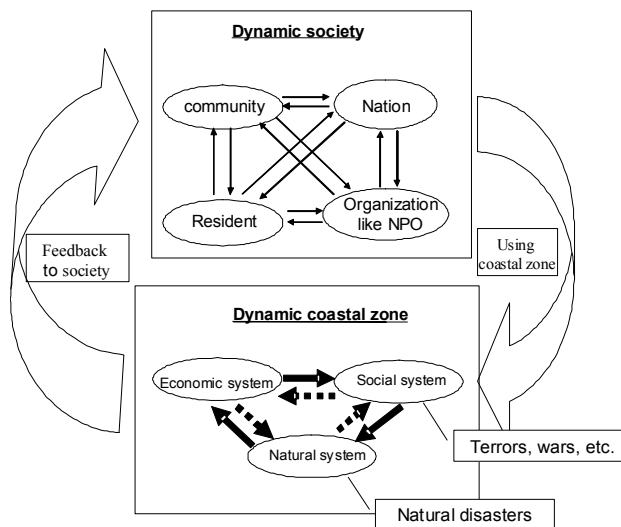 Dynamic society
community
Nation
Resident
Organization
like NPO
Feedback
to society
Using
coastal zone
Dynamic coastal zone
Economic system
Social system
Natural system
Terrors, wars, etc.
Natural disasters